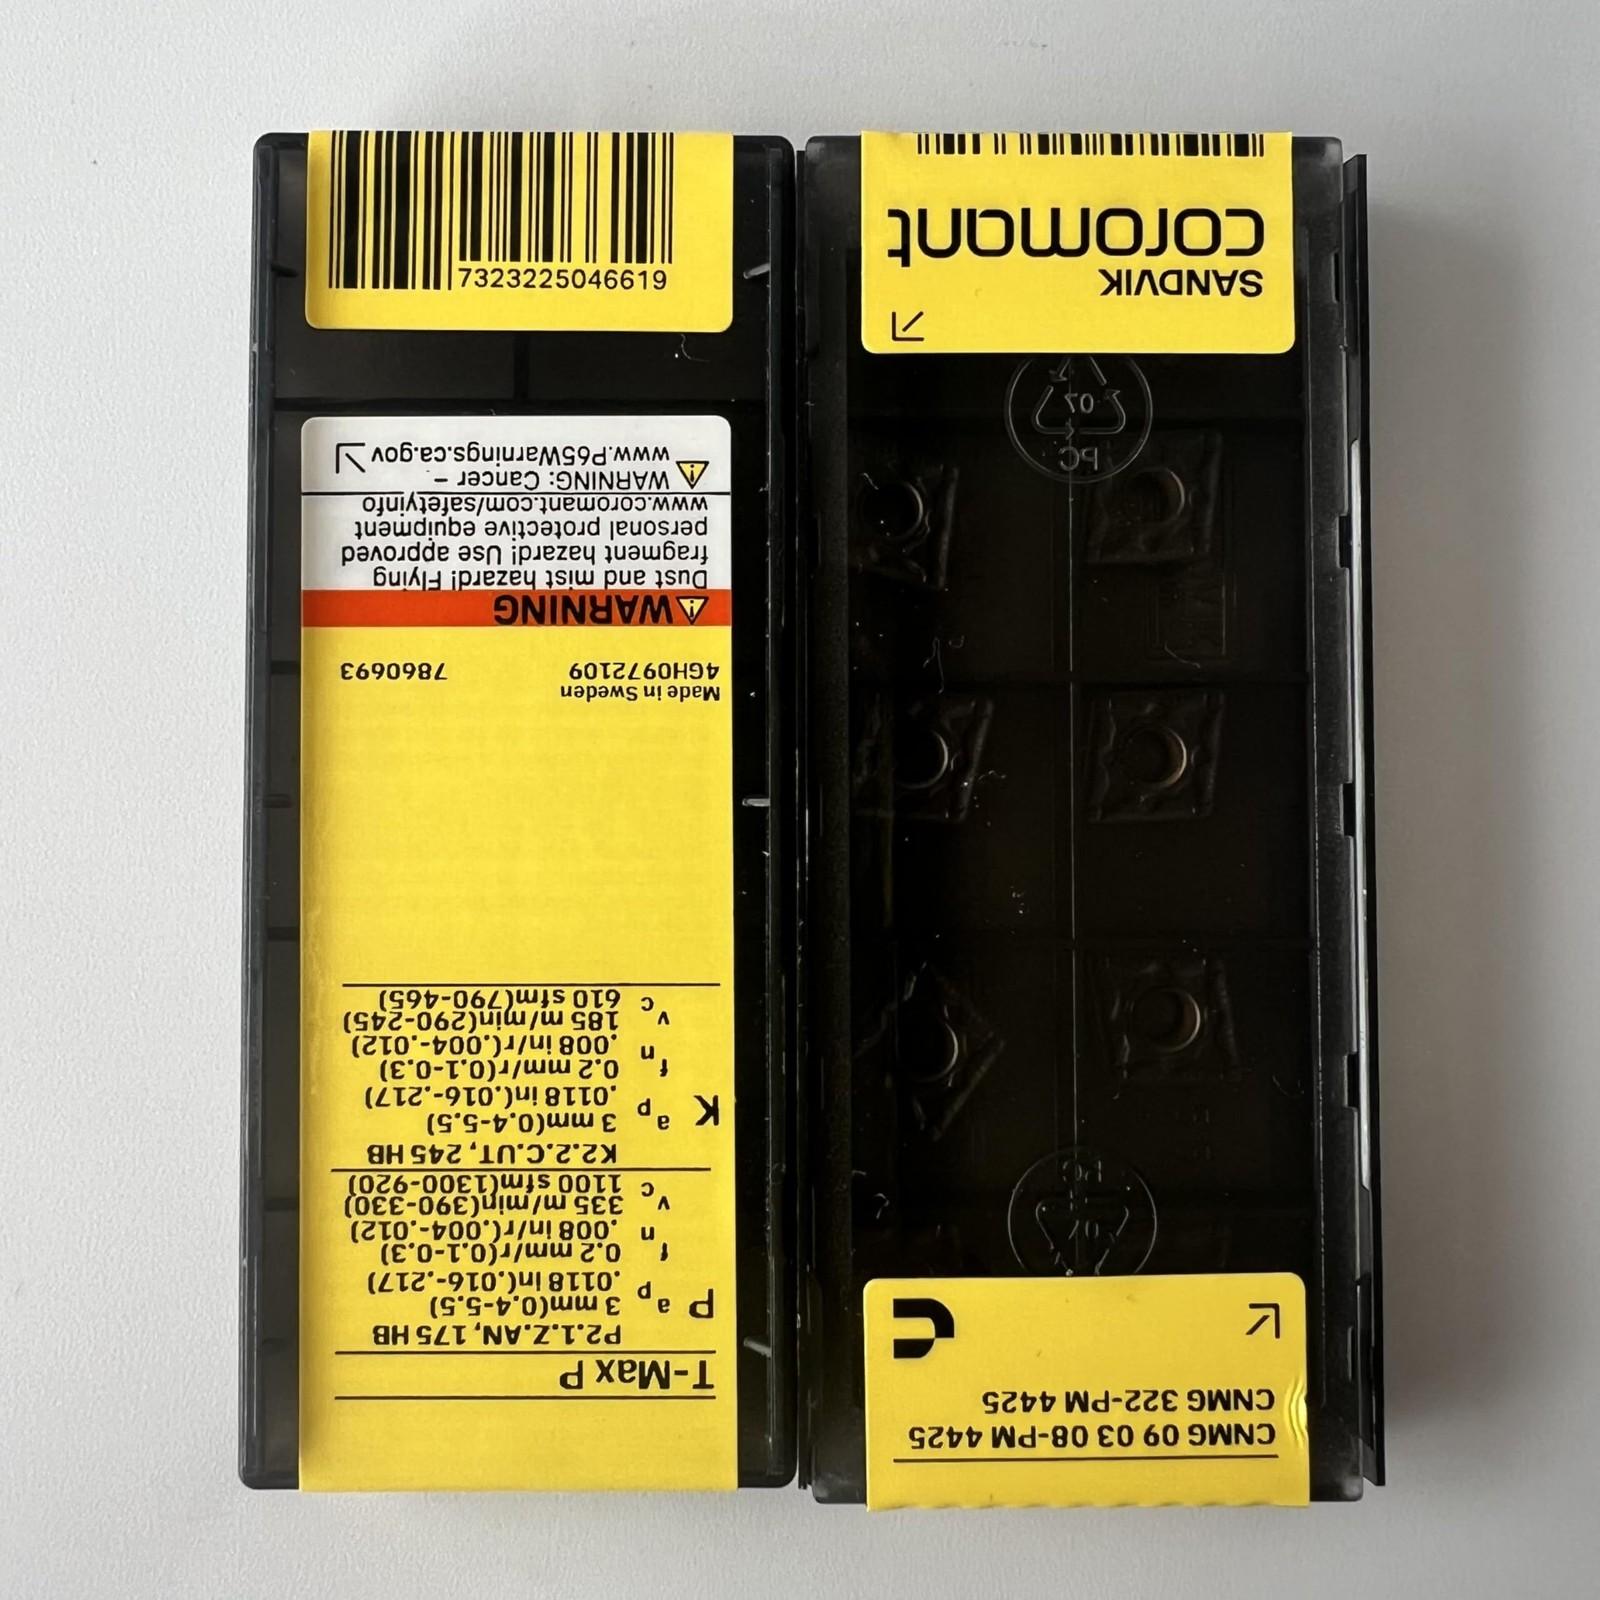 CNMG 09 03 08-PM 4425
CNMG 322-PM 4425
07
PC
07
PC
SANDVIK
coromant
T-Max P
P2.1.Z.AN, 175 HB
P
ap 3 mm(0.4-5.5)
.0118 in(.016-.217)
fn 0.2 mm/r(0.1-0.3)
.008 in/r(.004-.012)
vc 335 m/min(390-330)
1100 sfm(1300-920)
K2.2.C.UT, 245 HB
K
ap 3 mm(0.4-5.5)
.0118 in(.016-.217)
fn 0.2 mm/r(0.1-0.3)
.008 in/r(.004-.012)
vc 185 m/min(290-245)
610 sfm(790-465)
Made in Sweden
4GH0972109 7860693
WARNING
Dust and mist hazard! Flying
fragment hazard! Use approved
personal protective equipment
www.coromant.com/safetyinfo
WARNING: Cancer –
www.P65Warnings.ca.gov
7323225046619